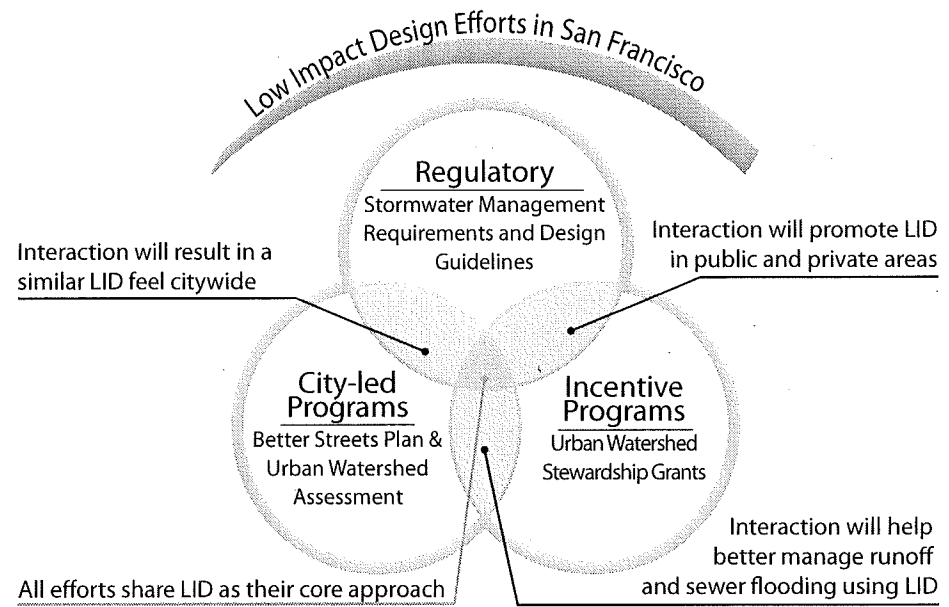 Low Impact Design Efforts in San Francisco
Regulatory
Stormwater Management
Requirements and Design
Guidelines
Interaction will result in a
similar LID feel citywide
Interaction will promote LID
in public and private areas
City-led
Programs
Better Streets Plan &
Urban Watershed
Assessment
Incentive
Programs
Urban Watershed
Stewardship Grants
All efforts share LID as their core approach
Interaction will help
better manage runoff
and sewer flooding using LID